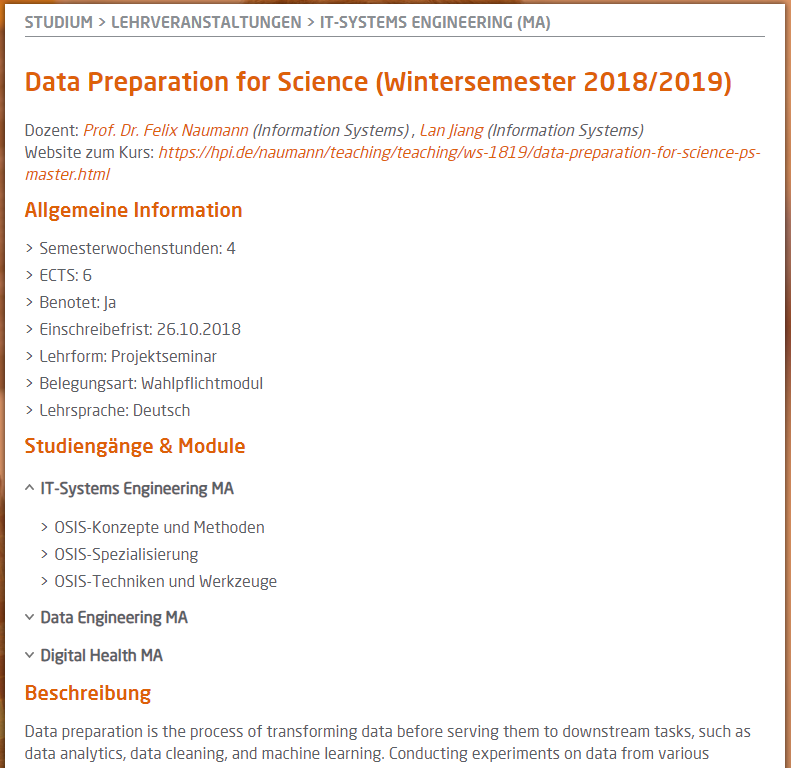 STUDIUM > LEHRVERANSTALTUNGEN > IT-SYSTEMS ENGINEERING (MA)
Data Preparation for Science (Wintersemester 2018/2019)
Dozent: Prof. Dr. Felix Naumann (Information Systems) , Lan Jiang (Information Systems)
Website zum Kurs: https://hpi.de/naumann/teaching/teaching/ws-1819/data-preparation-for-science-ps-
master.html
Allgemeine Information
> Semesterwochenstunden: 4
> ECTS: 6
> Benotet: Ja
> Einschreibefrist: 26.10.2018
> Lehrform: Projektseminar
> Belegungsart: Wahlpflichtmodul
> Lehrsprache: Deutsch
Studiengänge & Module
IT-Systems Engineering MA
> OSIS-Konzepte und Methoden
> OSIS-Spezialisierung
> OSIS-Techniken und Werkzeuge
Data Engineering MA
Digital Health MA
Beschreibung
Data preparation is the process of transforming data before serving them to downstream tasks, such as
data analytics, data cleaning, and machine learning. Conducting experiments on data from various